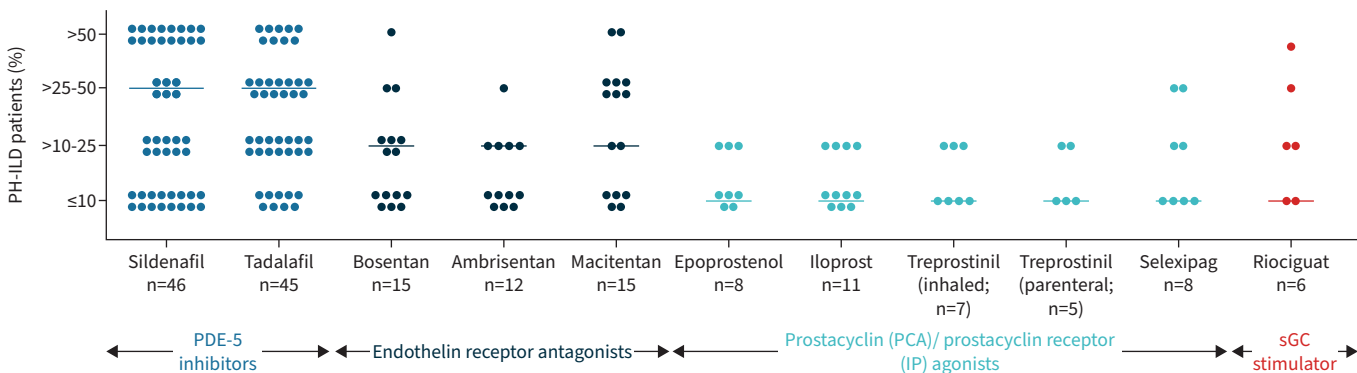 PH-ILD patients (%)
>50
>25-50
>10-25
≤10
Sildenafil
n=46
Tadalafil
n=45
Bosentan
n=15
Ambrisentan
n=12
Macitentan
n=15
Epoprostenol
n=8
Iloprost
n=11
Treprostinil
(inhaled;
n=7)
Treprostinil
(parenteral;
n=5)
Selexipag
n=8
Riociguat
n=6
PDE-5
inhibitors
Endothelin receptor antagonists
Prostacyclin (PCA)/ prostacyclin receptor
(IP) agonists
sGC
stimulator